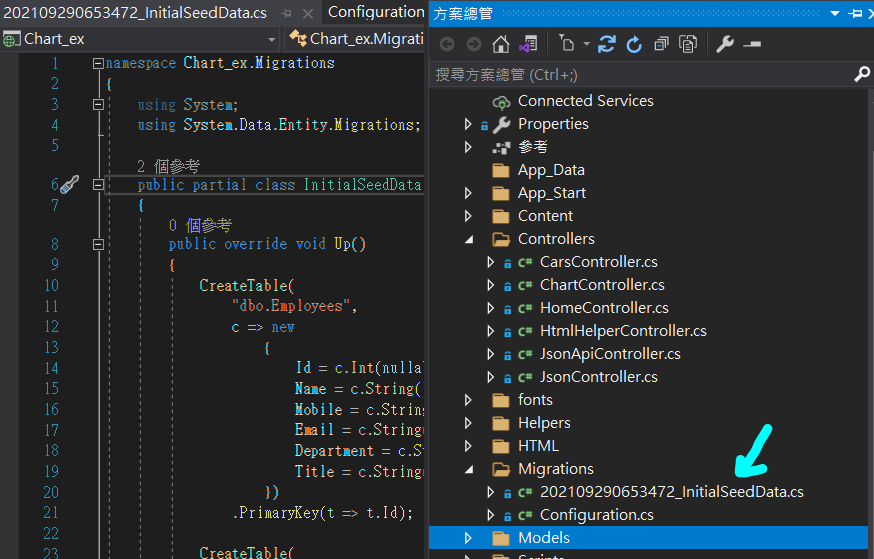 202109290653472_InitialSeedData.cs
Configuration
Chart_ex
Chart_ex.Migrati
1 namespace Chart_ex.Migrations
2 {
3 using System;
4 using System.Data.Entity.Migrations;
5
2 個參考
6 public partial class InitialSeedData
7 {
0 個參考
8 public override void Up()
9 {
10 CreateTable(
11 "dbo.Employees",
12 c => new
13 {
14 Id = c.Int(nulla
15 Name = c.String(
16 Mobile = c.String
17 Email = c.String
18 Department = c.S
19 Title = c.String
20 })
21 .PrimaryKey(t => t.Id);
22
23 CreateTable(
方案總管
搜尋方案總管 (Ctrl+;)
Connected Services
Properties
參考
App_Data
App_Start
Content
Controllers
C# CarsController.cs
C# ChartController.cs
C# HomeController.cs
C# HtmlHelperController.cs
C# JsonApiController.cs
C# JsonController.cs
fonts
Helpers
HTML
Migrations
C# 202109290653472_InitialSeedData.cs
C# Configuration.cs
Models
Scripts